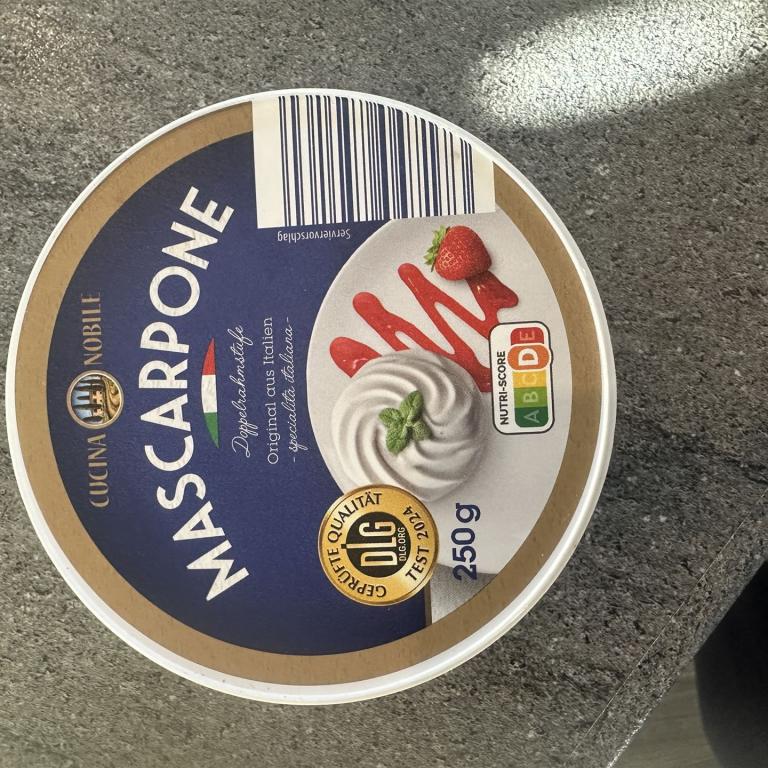 CUCINA NOBILE
MASCARPONE
Doppelrahmstufe
Original aus Italien
- specialità italiana -
Serviervorschlag
NUTRI-SCORE
A B C D E
GEPRÜFTE QUALITÄT
DLG
DLG.ORG
TEST 2024
250g